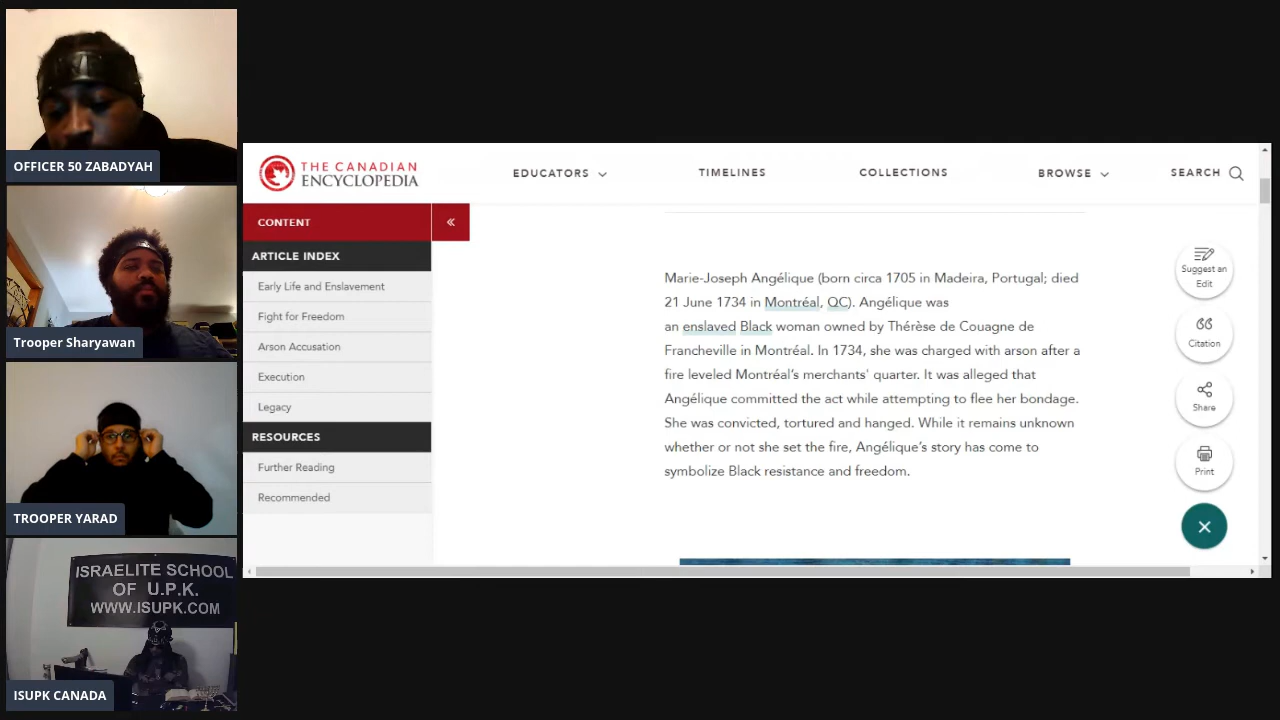 OFFICER 50 ZABADYAH
Trooper Sharyawan
TROOPER YARAD
ISRAELITE SCHOOL
OF U.P.K.
WWW.ISUPK.COM
ISUPK CANADA
THE CANADIAN
ENCYCLOPEDIA
EDUCATORS
TIMELINES
COLLECTIONS
BROWSE
SEARCH
CONTENT
«
ARTICLE INDEX
Early Life and Enslavement
Fight for Freedom
Arson Accusation
Execution
Legacy
RESOURCES
Further Reading
Recommended
Marie-Joseph Angélique (born circa 1705 in Madeira, Portugal; died
21 June 1734 in Montréal, QC). Angélique was
an enslaved Black woman owned by Thérèse de Couagne de
Francheville in Montréal. In 1734, she was charged with arson after a
fire leveled Montréal's merchants' quarter. It was alleged that
Angélique committed the act while attempting to flee her bondage.
She was convicted, tortured and hanged. While it remains unknown
whether or not she set the fire, Angélique's story has come to
symbolize Black resistance and freedom.
Suggest an
Edit
Citation
Share
Print